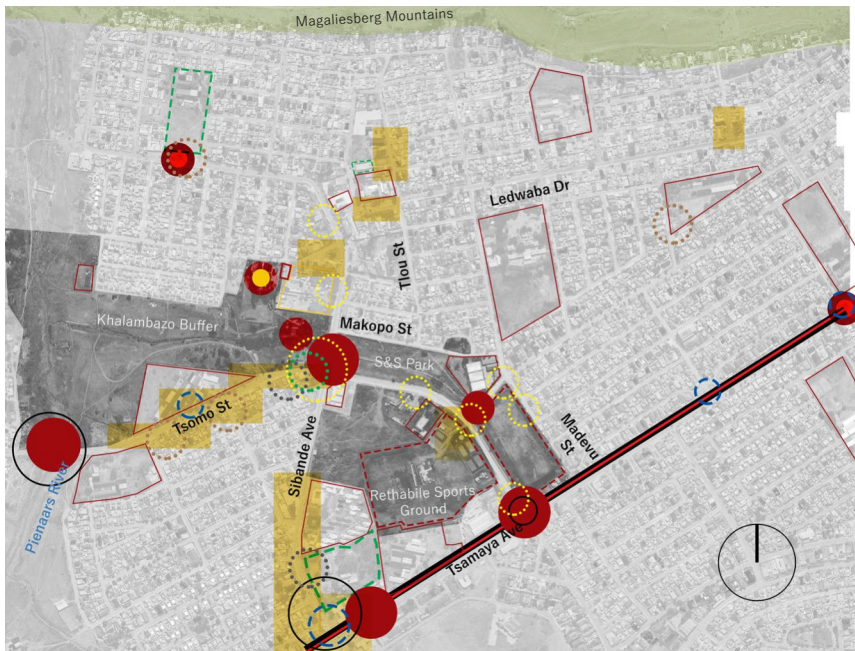 Magaliesberg Mountains
Ledwaba Dr
Tlou St
Khalambazo Buffer
Makopo St
S&S Park
Tsomo St
Sibande Ave
Madevu
St
Rethabile Sports
Ground
Pienaars River
Tsamaya Ave